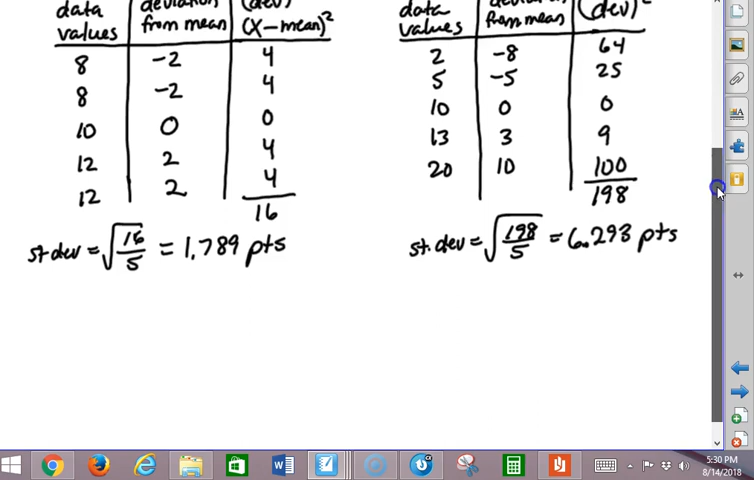 data deviation (dev)²
values from mean (X-mean)²
8 -2 4
8 -2 4
10 0 0
12 2 4
12 2 4
16
st dev = √16/5 = 1.789 pts
data deviation (dev)²
values from mean
2 -8 64
5 -5 25
10 0 0
13 3 9
20 10 100
198
st. dev = √198/5 = 6.293 pts
5:30 PM
8/14/2018